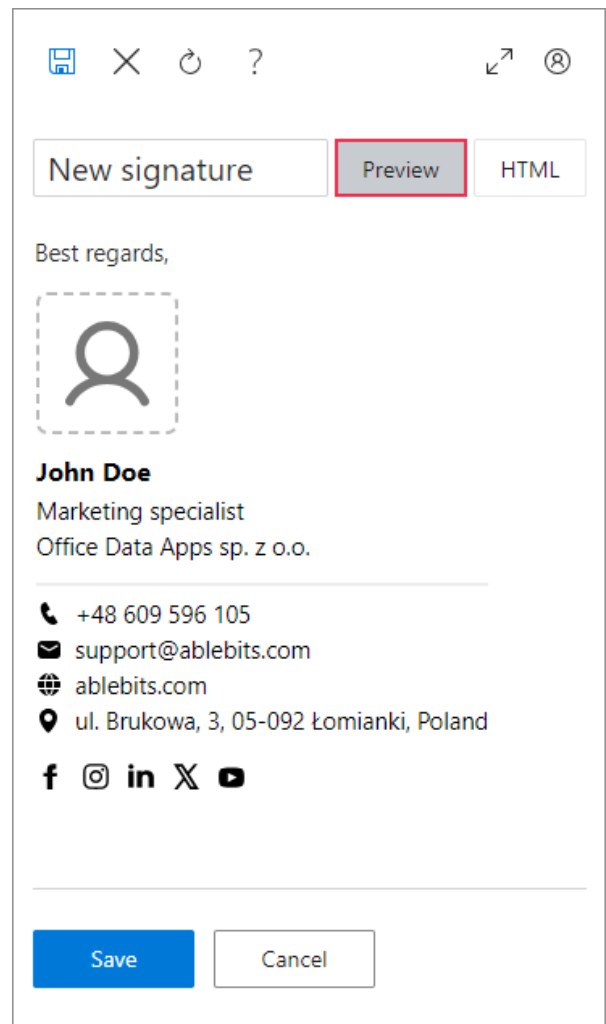 ?
New signature Preview HTML
Best regards,
John Doe
Marketing specialist
Office Data Apps sp. z o.o.
+48 609 596 105
support@ablebits.com
ablebits.com
ul. Brukowa, 3, 05-092 Łomianki, Poland
f in X
Save Cancel